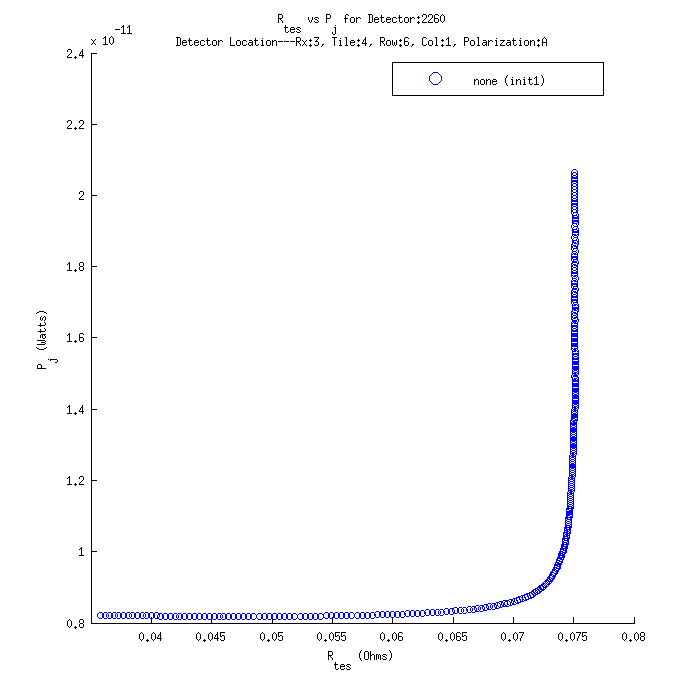 R_tes vs P_j for Detector:2260
Detector Location---Rx:3, Tile:4, Row:6, Col:1, Polarization:A
x 10^-11
none (init1)
2.4
2.2
2
1.8
1.6
1.4
1.2
1
0.8
P_j (Watts)
0.04 0.045 0.05 0.055 0.06 0.065 0.07 0.075 0.08
R_tes (Ohms)